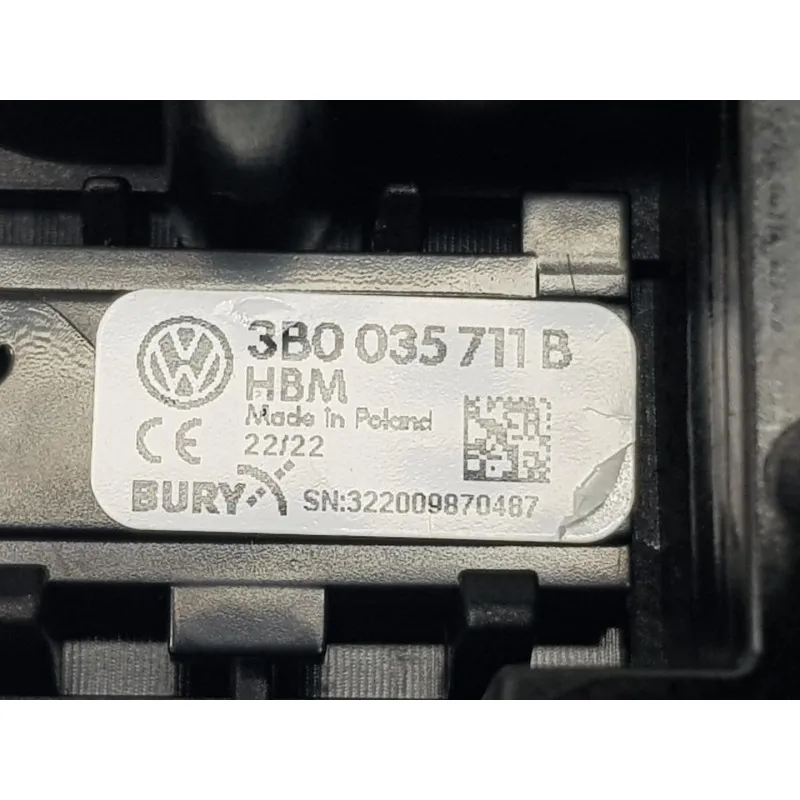 3B0 035 711 B
HBM
Made in Poland
CE 22/22
BURY SN:322009870487